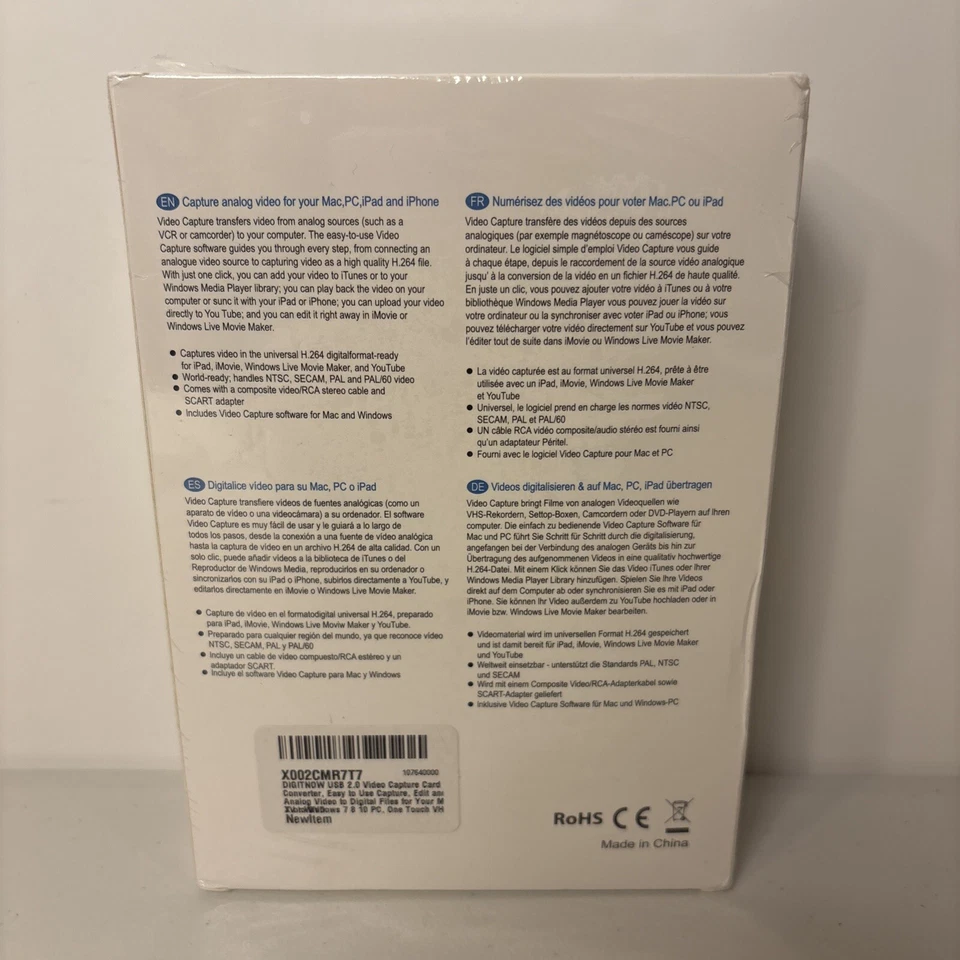 EN Capture analog video for your Mac,PC,iPad and iPhone
Video Capture transfers video from analog sources (such as a
VCR or camcorder) to your computer. The easy-to-use Video
Capture software guides you through every step, from connecting an
analogue video source to capturing video as a high quality H.264 file.
With just one click, you can add your video to iTunes or to your
Windows Media Player library; you can play back the video on your
computer or sunc it with your iPad or iPhone; you can upload your video
directly to You Tube; and you can edit it right away in iMovie or
Windows Live Movie Maker.
● Captures video in the universal H.264 digitalformat-ready
for iPad, iMovie, Windows Live Movie Maker, and YouTube
● World-ready; handles NTSC, SECAM, PAL and PAL/60 video
● Comes with a composite video/RCA stereo cable and
SCART adapter
● Includes Video Capture software for Mac and Windows
FR Numérisez des vidéos pour voter Mac.PC ou iPad
Video Capture transfère des vidéos depuis des sources
analogiques (par exemple magnétoscope ou caméscope) sur votre
ordinateur. Le logiciel simple d'emploi Video Capture vous guide
à chaque étape, depuis le raccordement de la source vidéo analogique
jusqu' à la conversion de la vidéo en un fichier H.264 de haute qualité.
En juste un clic, vous pouvez ajouter votre vidéo à iTunes ou à votre
bibliothèque Windows Media Player vous pouvez jouer la vidéo sur
votre ordinateur ou la synchroniser avec voter iPad ou iPhone; vous
pouvez télécharger votre vidéo directement sur YouTube et vous pouvez
l'éditer tout de suite dans iMovie ou Windows Live Movie Maker.
● La vidéo capturée est au format universel H.264, prête à être
utilisée avec un iPad, iMovie, Windows Live Movie Maker
et YouTube
● Universel, le logiciel prend en charge les normes vidéo NTSC,
SECAM, PAL et PAL/60
● UN câble RCA vidéo composite/audio stéréo est fourni ainsi
qu'un adaptateur Péritel.
● Fourni avec le logiciel Video Capture pour Mac et PC
ES Digitalice video para su Mac, PC o iPad
Video Capture transfiere vídeos de fuentes analógicas (como un
aparato de vídeo o una videocámara) a su ordenador. El software
Video Capture es muy fácil de usar y le guiará a lo largo de
todos los pasos, desde la conexión a una fuente de vídeo analógica
hasta la captura de vídeo en un archivo H.264 de alta calidad. Con un
solo clic, puede añadir vídeos a la biblioteca de iTunes o del
Reproductor de Windows Media, reproducirlos en su ordenador o
sincronizarlos con su iPad o iPhone, subirlos directamente a YouTube, y
editarlos directamente en iMovie o Windows Live Movie Maker.
● Capture de vídeo en el formatodigital universal H.264, preparado
para iPad, iMovie, Windows Live Moviw Maker y YouTube.
● Preparado para cualquier región del mundo, ya que reconoce vídeo
NTSC, SECAM, PAL y PAL/60
● Incluye un cable de vídeo compuesto/RCA estéreo y un
adaptador SCART.
● Incluye el software Video Capture para Mac y Windows
DE Videos digitalisieren & auf Mac, PC, iPad übertragen
Video Capture bringt Filme von analogen Videoquellen wie
VHS-Rekordern, Settop-Boxen, Camcordern oder DVD-Playern auf Ihren
computer. Die einfach zu bedienende Video Capture Software für
Mac und PC führt Sie Schritt für Schritt durch die digitalisierung,
angefangen bei der Verbindung des analogen Geräts bis hin zur
Übertragung des aufgenommenen Videos in eine qualitativ hochwertige
H.264-Datei. Mit einem Klick können Sie das Video iTunes oder Ihrer
Windows Media Player Library hinzufügen. Spielen Sie Ihre Videos
direkt auf dem Computer ab oder synchronisieren Sie es mit iPad oder
iPhone. Sie können Ihr Video außerdem zu YouTube hochladen oder in
iMovie bzw. Windows Live Movie Maker bearbeiten.
● Videomaterial wird im universellen Format H.264 gespeichert
und ist damit bereit für iPad, iMovie, Windows Live Movie Maker
und YouTube
● Weltweit einsetzbar - unterstützt die Standards PAL, NTSC
und SECAM
● Wird mit einem Composite Video/RCA-Adapterkabel sowie
SCART-Adapter geliefert
● Inklusive Video Capture Software für Mac und Windows-PC
X002CMR7T7 107640000
DIGITNOW USB 2.0 Video Capture Card
Converter, Easy to Use Capture, Edit and
Analog Video to Digital Files for Your M
7 8 10 PC, One Touch VH
NewItem
RoHS CE
Made in China